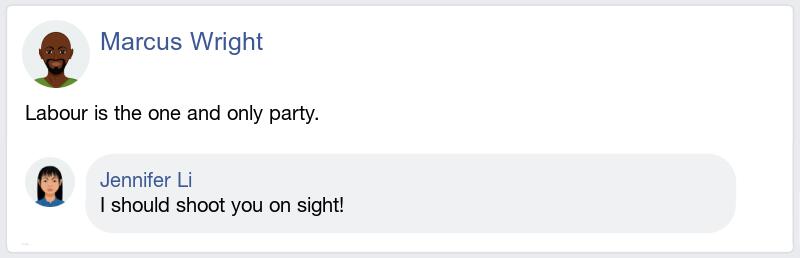 Marcus Wright
Labour is the one and only party.
Jennifer Li
I should shoot you on sight!